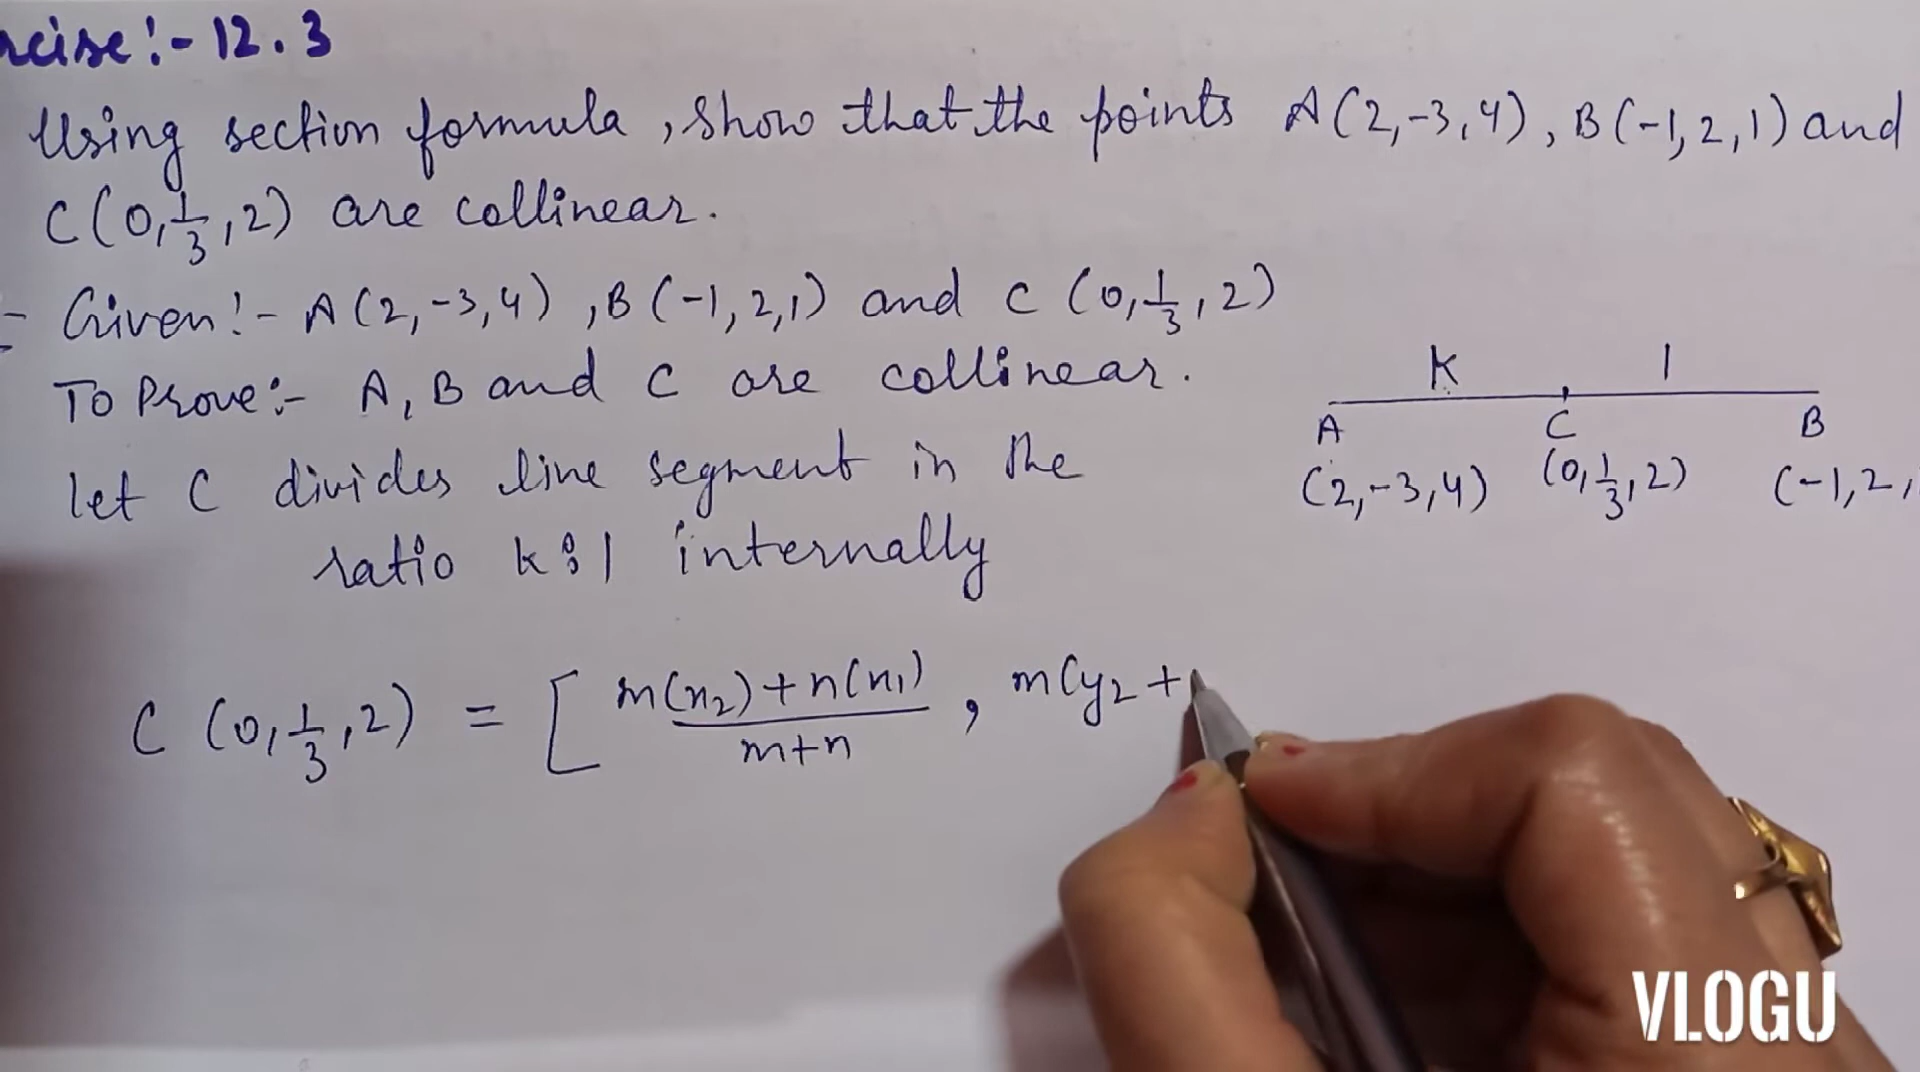 rcise:- 12.3
Using section formula, show that the points A(2,-3,4), B(-1,2,1) and
C(0,1/3,2) are collinear.
Given:- A(2,-3,4), B(-1,2,1) and C(0,1/3,2)
To Prove:- A, B and C are collinear.
let C divides line segment in the
ratio k:1 internally
k 1
A C B
(2,-3,4) (0,1/3,2) (-1,2,
C (0,1/3,2) = [ m(x₂)+n(x₁)/m+n , m(y₂ +
VLOGU